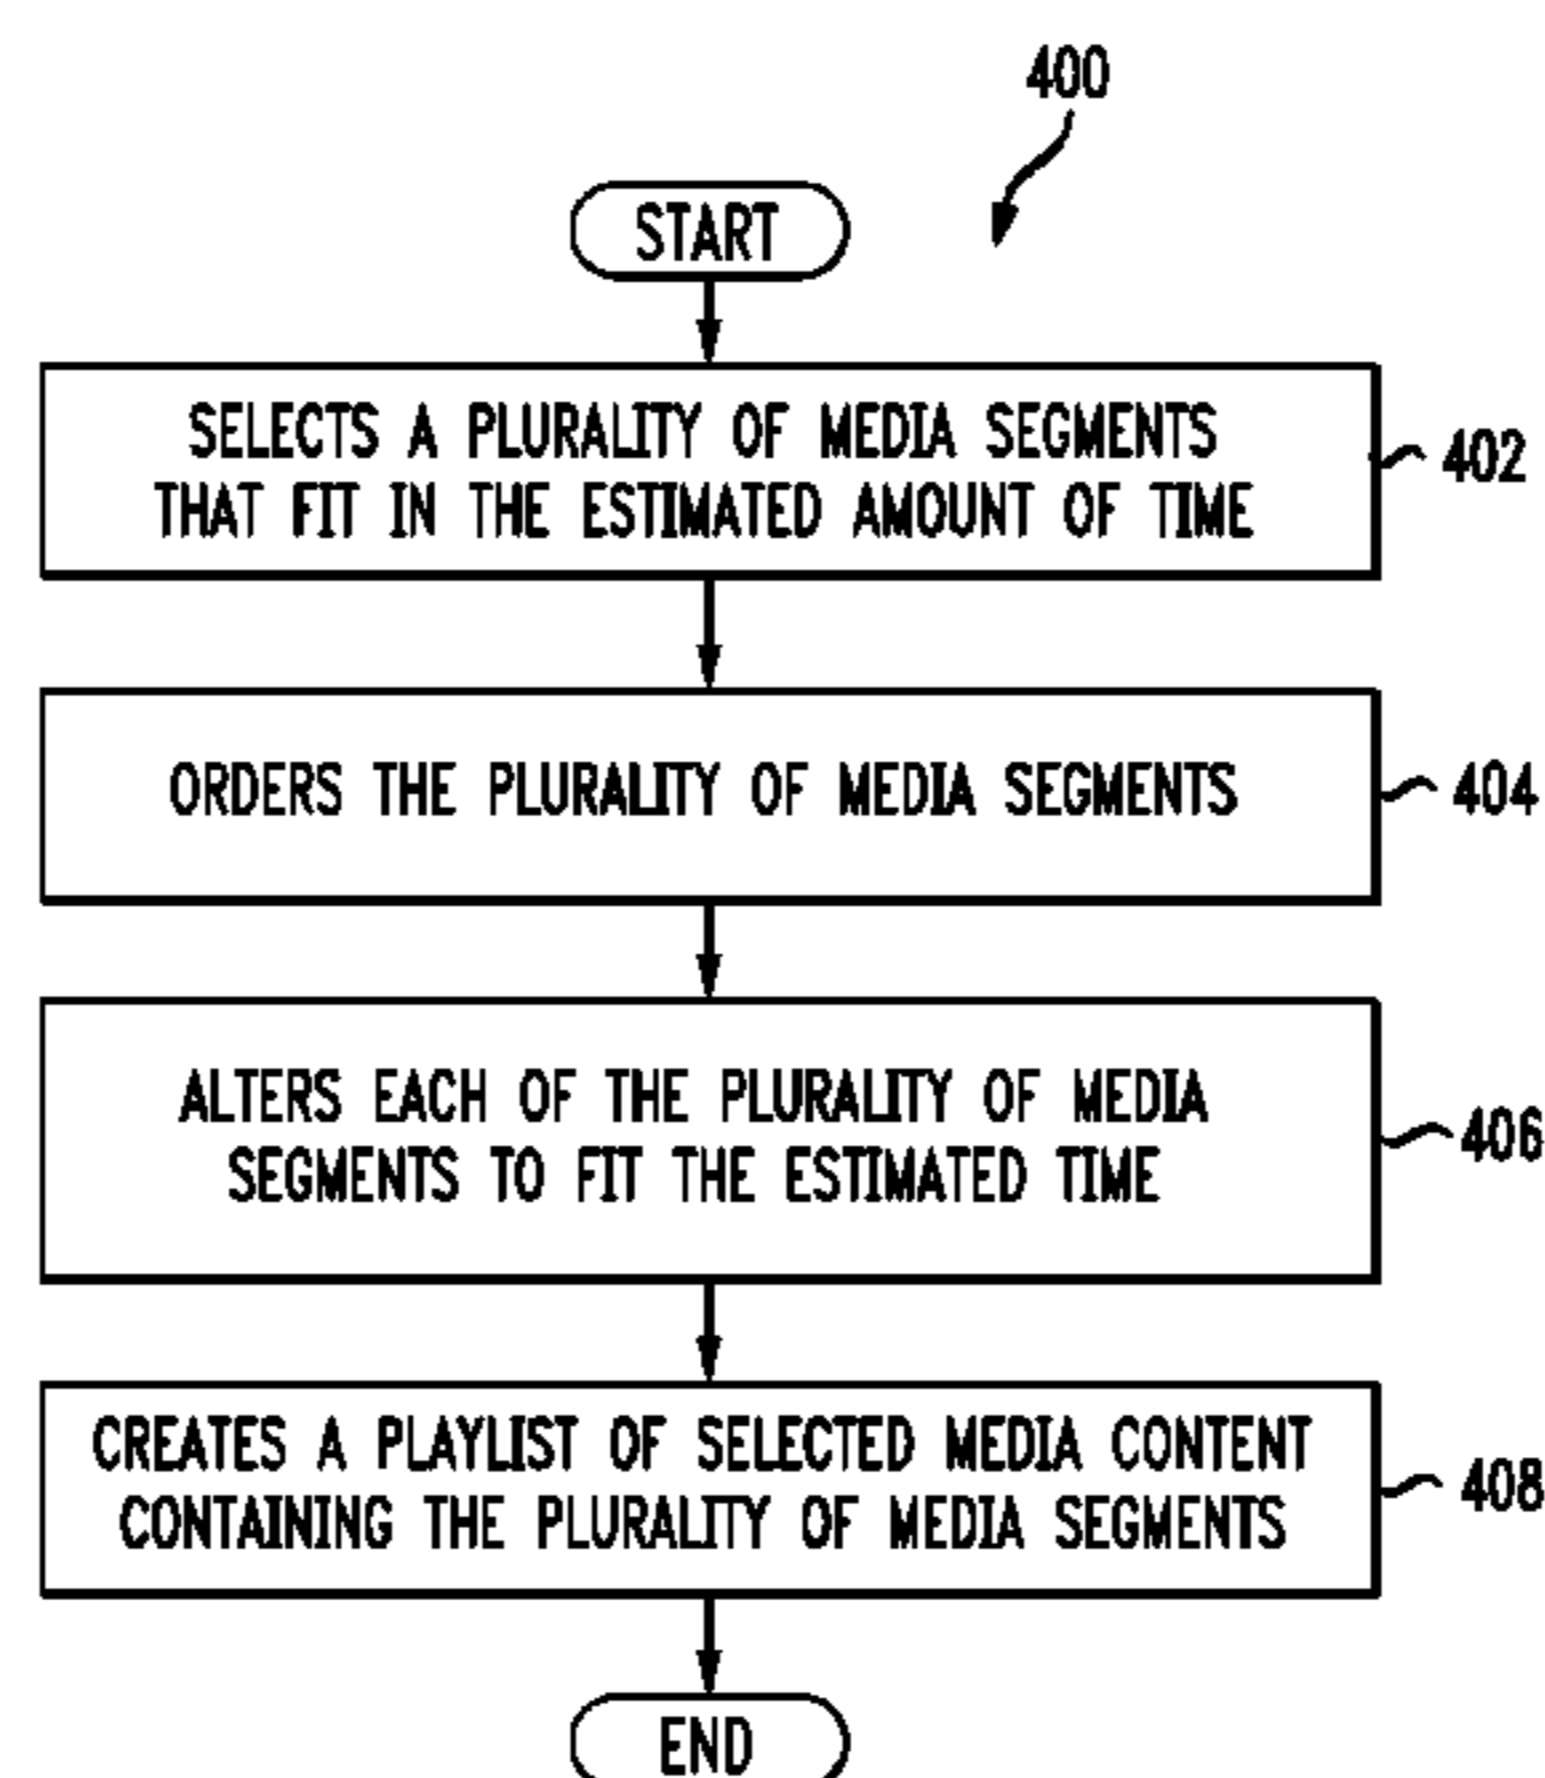 400
START
SELECTS A PLURALITY OF MEDIA SEGMENTS
THAT FIT IN THE ESTIMATED AMOUNT OF TIME
402
ORDERS THE PLURALITY OF MEDIA SEGMENTS
404
ALTERS EACH OF THE PLURALITY OF MEDIA
SEGMENTS TO FIT THE ESTIMATED TIME
406
CREATES A PLAYLIST OF SELECTED MEDIA CONTENT
CONTAINING THE PLURALITY OF MEDIA SEGMENTS
408
END